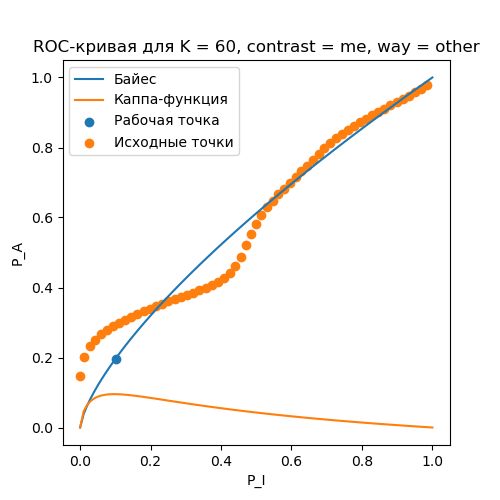 ROC-кривая для K = 60, contrast = me, way = other
Байес
Каппа-функция
Рабочая точка
Исходные точки
1.0
0.8
0.6
0.4
0.2
0.0
P_A
0.0 0.2 0.4 0.6 0.8 1.0
P_I